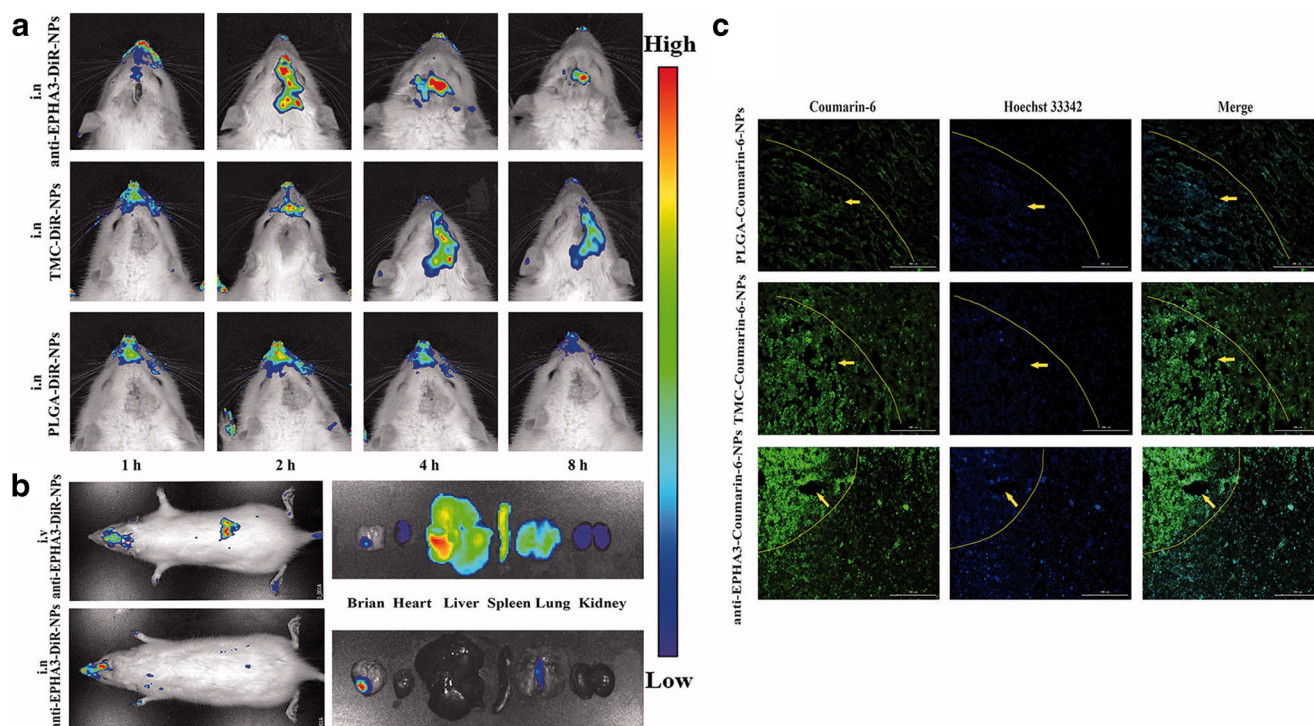 a
i.n
anti-EPHA3-DiR-NPs
i.n
TMC-DiR-NPs
i.n
PLGA-DiR-NPs
1 h 2 h 4 h 8 h
High
Low
b
i.v
anti-EPHA3-DiR-NPs
i.n
anti-EPHA3-DiR-NPs
Brian Heart Liver Spleen Lung Kidney
c
Coumarin-6 Hoechst 33342 Merge
PLGA-Coumarin-6-NPs
TMC-Coumarin-6-NPs
anti-EPHA3-Coumarin-6-NPs